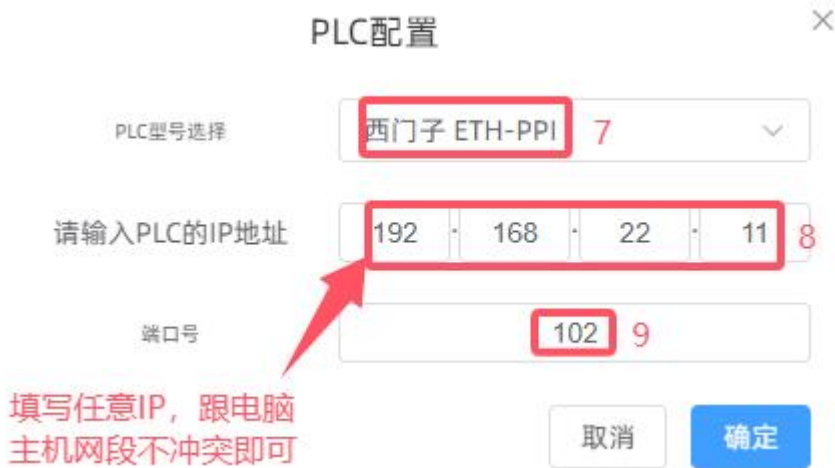 PLC配置
PLC型号选择 西门子 ETH-PPI 7
请输入PLC的IP地址 192 · 168 · 22 · 11 8
端口号 102 9
填写任意IP，跟电脑
主机网段不冲突即可
取消 确定